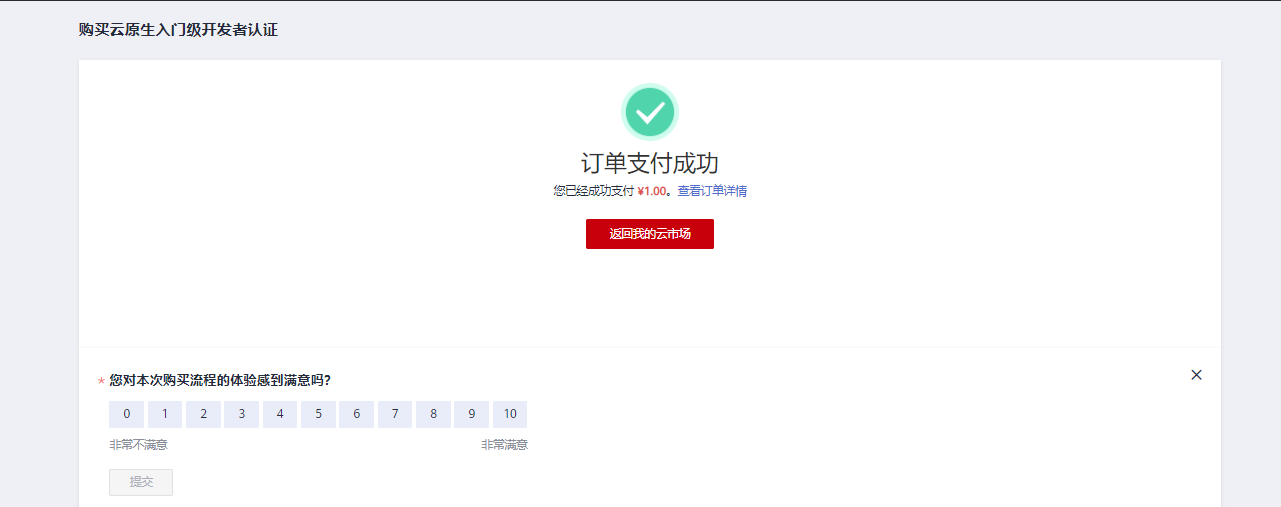 购买云原生入门级开发者认证
订单支付成功
您已经成功支付 ¥1.00。查看订单详情
返回我的云市场
* 您对本次购买流程的体验感到满意吗?
0 1 2 3 4 5 6 7 8 9 10
非常不满意 非常满意
提交